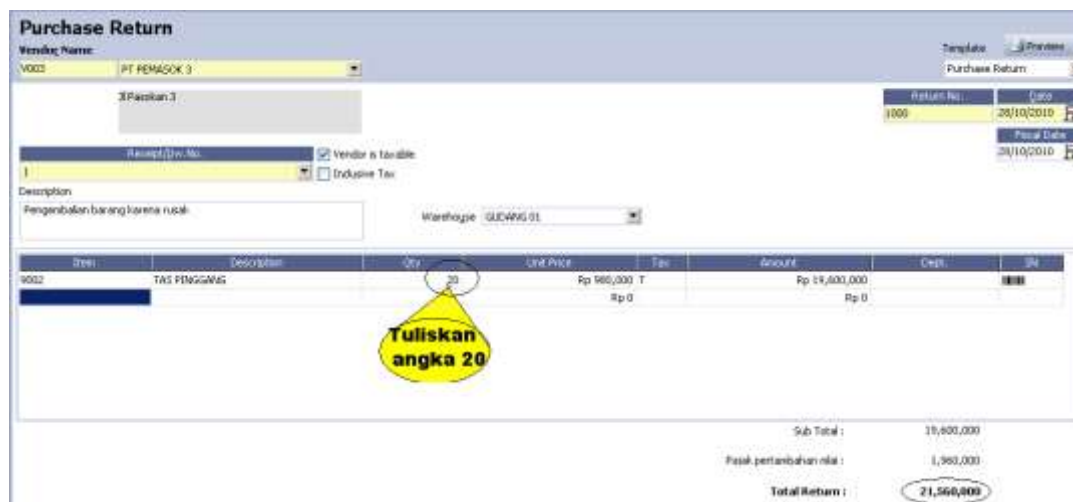 Purchase Return
Vendor Name
Template Preview
V003 PT PEMASOK 3
Purchase Return
Return No. Date
1000 28/10/2010
Fiscal Date
28/10/2010
Receipt/Inv. No. Vendor is taxable
1 Inclusive Tax
Description
Pengembalian barang karena rusak
Warehouse GUDANG 01
Item Description Qty Unit Price Tax Amount Dept. SN
9002 TAS PINGGANG 20 Rp 980,000 T Rp 19,600,000
Rp 0 Rp 0
Tuliskan
angka 20
Sub Total : 19,600,000
Pajak pertambahan nilai : 1,960,000
Total Return : 21,560,000